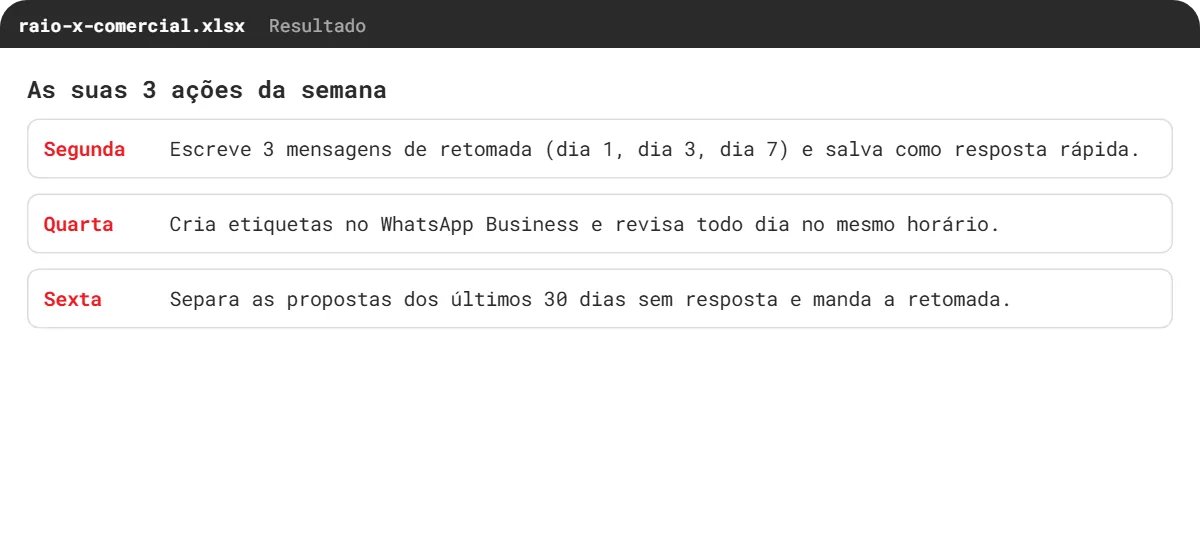 raio-x-comercial.xlsx Resultado
As suas 3 ações da semana
Segunda Escreve 3 mensagens de retomada (dia 1, dia 3, dia 7) e salva como resposta rápida.
Quarta Cria etiquetas no WhatsApp Business e revisa todo dia no mesmo horário.
Sexta Separa as propostas dos últimos 30 dias sem resposta e manda a retomada.